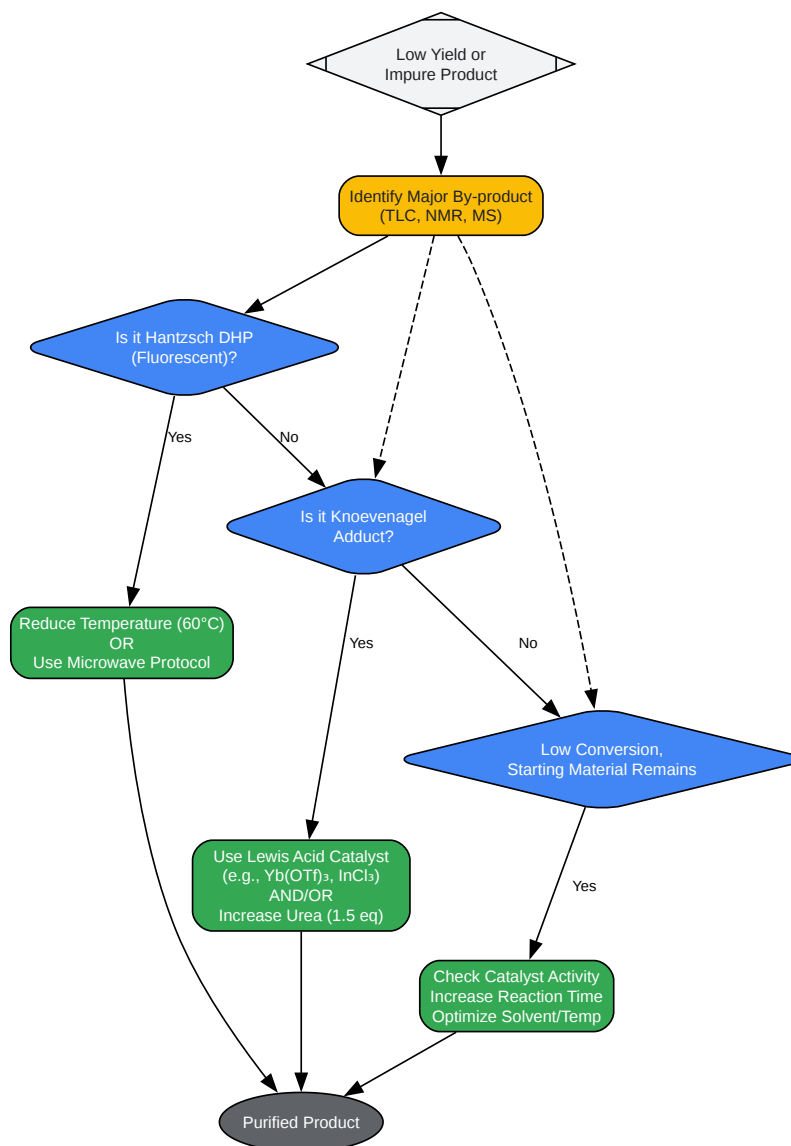 Low Yield or
Impure Product
Identify Major By-product
(TLC, NMR, MS)
Is it Hantzsch DHP
(Fluorescent)?
Yes
No
Is it Knoevenagel
Adduct?
Reduce Temperature (60°C)
OR
Use Microwave Protocol
Yes
No
Low Conversion,
Starting Material Remains
Use Lewis Acid Catalyst
(e.g., Yb(OTf)₃, InCl₃)
AND/OR
Increase Urea (1.5 eq)
Yes
Check Catalyst Activity
Increase Reaction Time
Optimize Solvent/Temp
Purified Product